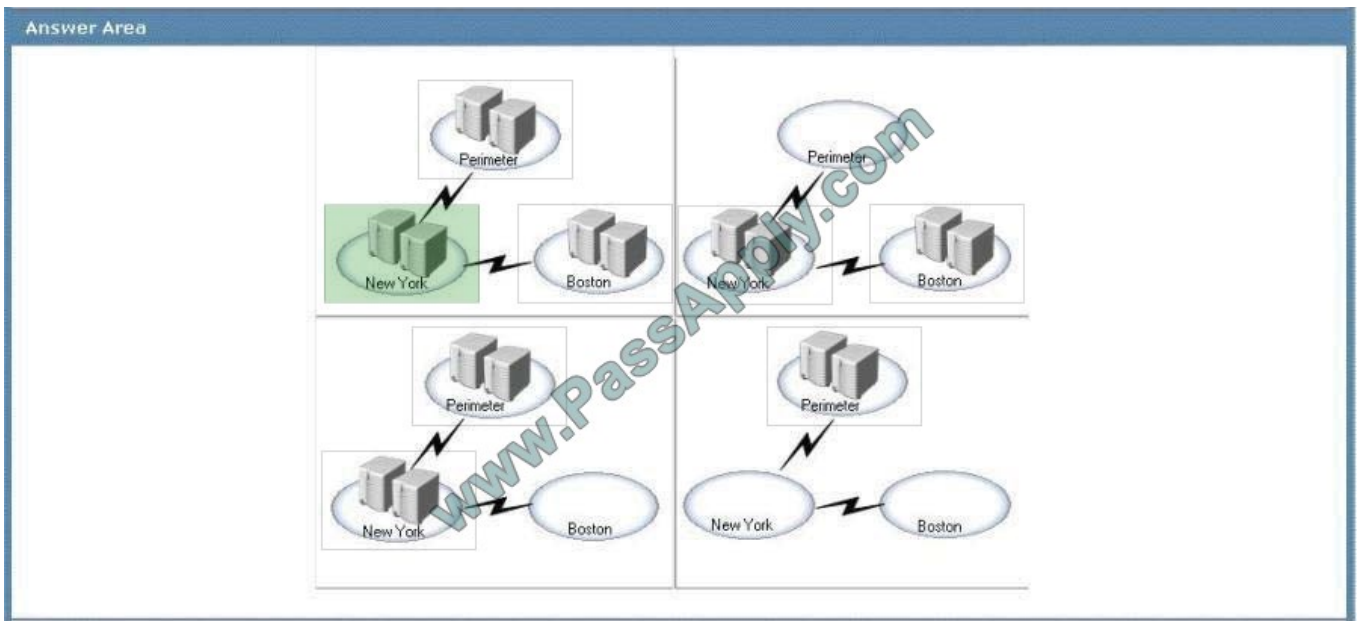 Answer Area
Perimeter
New York
Boston
Perimeter
New York
Boston
Perimeter
New York
Boston
Perimeter
New York
Boston
www.PassApply.com